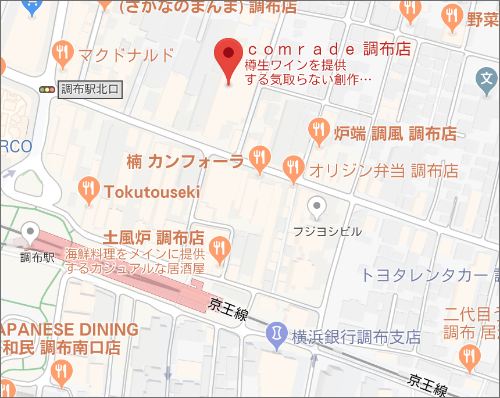 (さかなのまんま) 調布店
野菜
マクドナルド
comrade 調布店
樽生ワインを提供
する気取らない創作…
調布駅北口
文
炉端 調風 調布店
RCO
楠 カンフォーラ
オリジン弁当 調布店
Tokutouseki
フジヨシビル
土風炉 調布店
海鮮料理をメインに提供
するカジュアルな居酒屋
調布駅
トヨタレンタカー 調布
京王線
二代目
調布 居
APANESE DINING
和民 調布南口店
横浜銀行調布支店
京王線